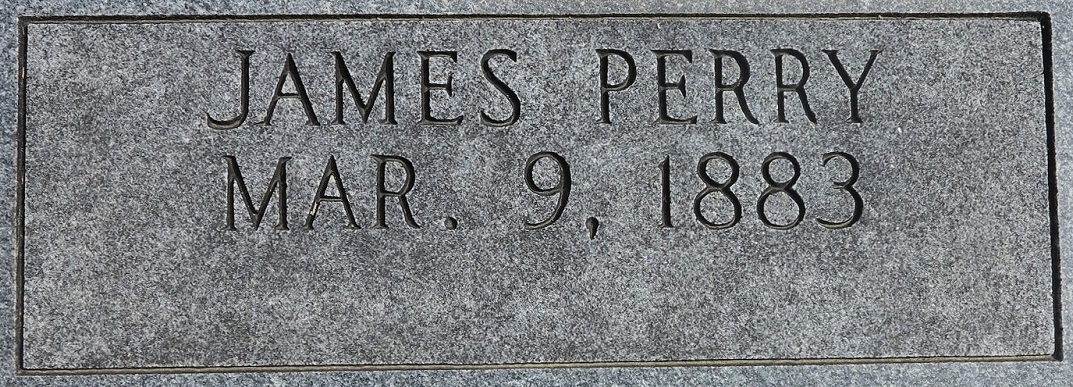 JAMES PERRY
MAR. 9, 1883